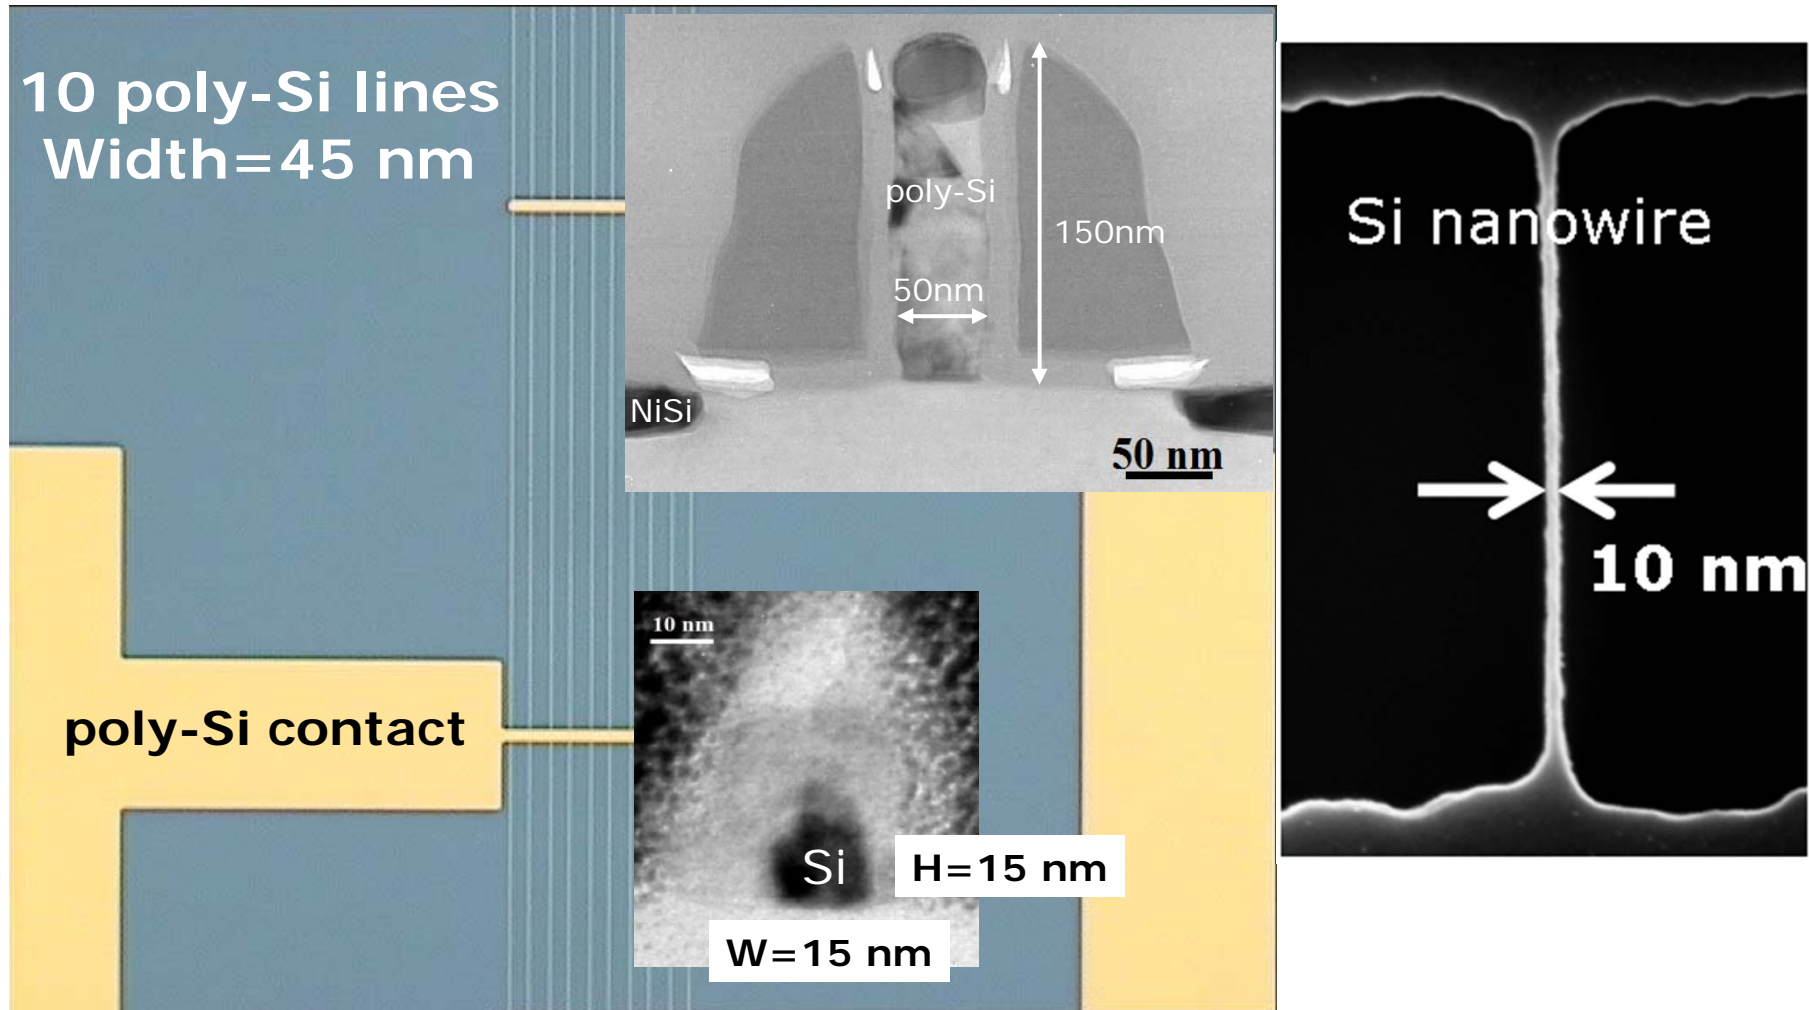 10 poly-Si lines
Width=45 nm
poly-Si
150nm
50nm
NiSi
50 nm
Si nanowire
10 nm
10 nm
poly-Si contact
Si
H=15 nm
W=15 nm